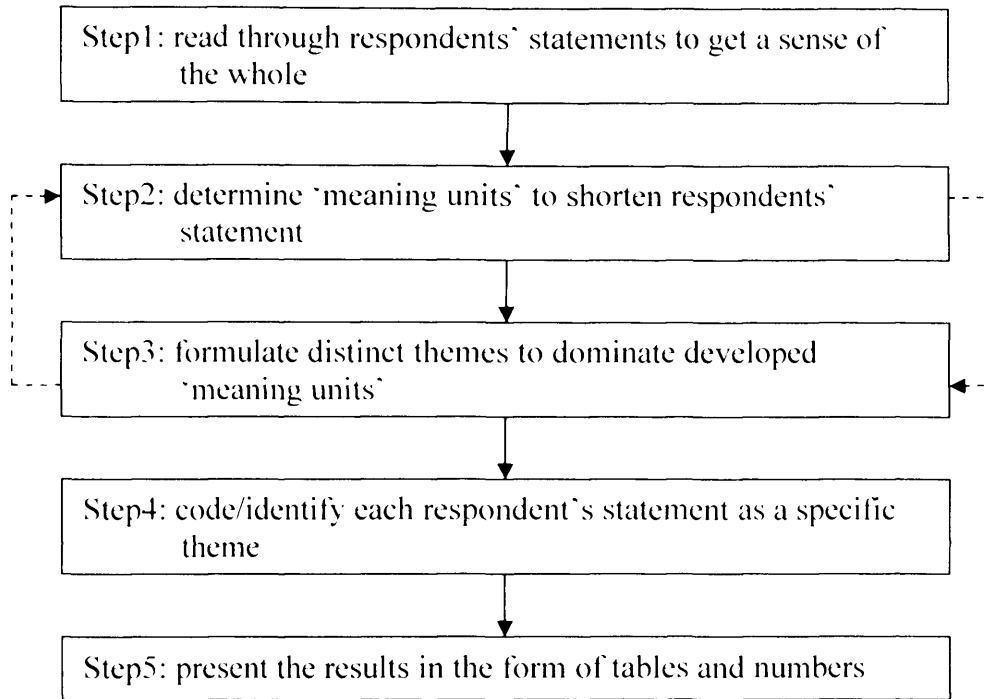 Step1: read through respondents' statements to get a sense of
the whole
Step2: determine 'meaning units' to shorten respondents'
statement
Step3: formulate distinct themes to dominate developed
'meaning units'
Step4: code/identify each respondent's statement as a specific
theme
Step5: present the results in the form of tables and numbers